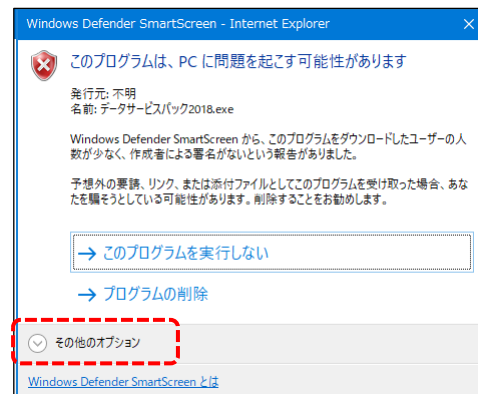 Windows Defender SmartScreen - Internet Explorer
このプログラムは、PC に問題を起こす可能性があります
発行元: 不明
名前: データサービスパック2018.exe
Windows Defender SmartScreen から、このプログラムをダウンロードしたユーザーの人
数が少なく、作成者による署名がないという報告がありました。
予想外の要請、リンク、または添付ファイルとしてこのプログラムを受け取った場合、あな
たを騙そうとしている可能性があります。削除することをお勧めします。
→ このプログラムを実行しない
→ プログラムの削除
その他のオプション
Windows Defender SmartScreen とは